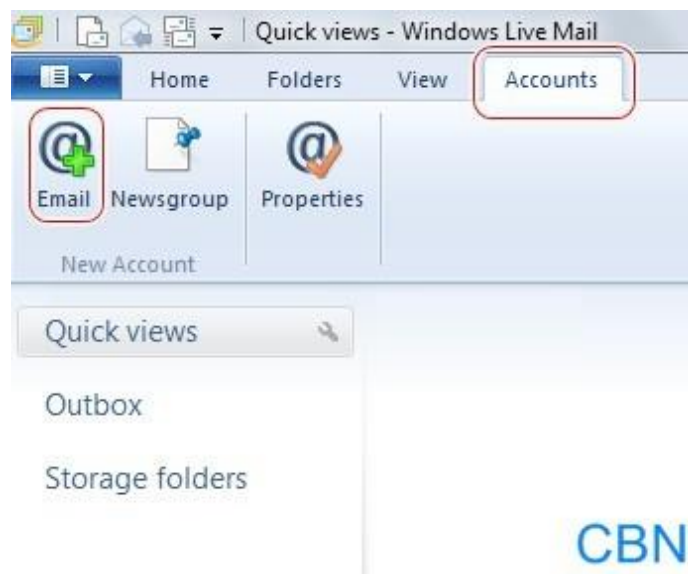 Quick views - Windows Live Mail
Home Folders View Accounts
Email Newsgroup Properties
New Account
Quick views
Outbox
Storage folders
CBN